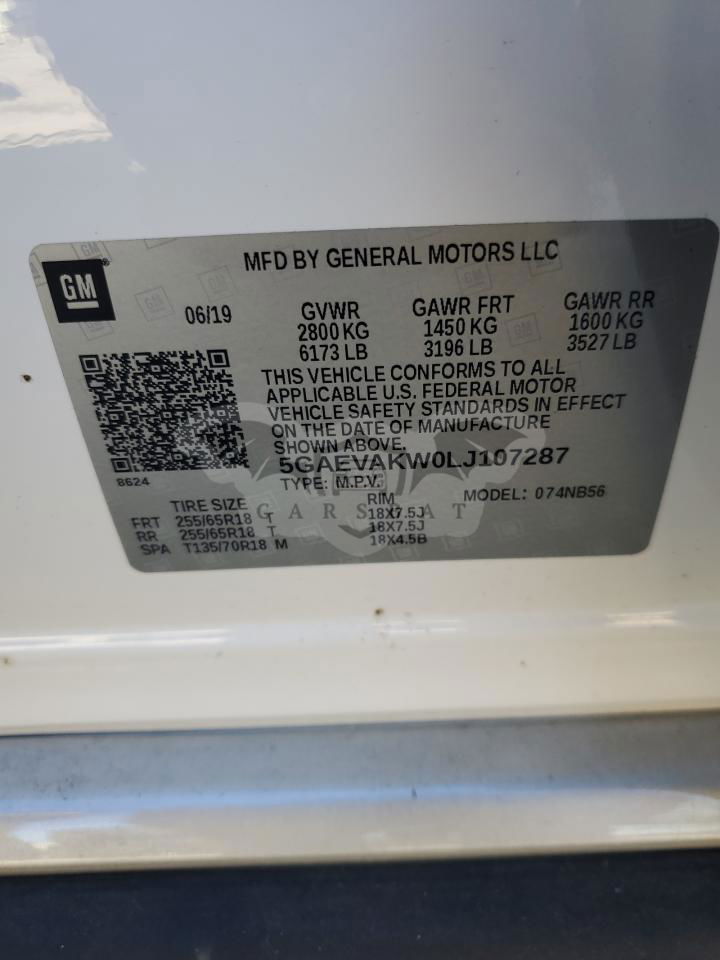 GM
MFD BY GENERAL MOTORS LLC
06/19 GVWR GAWR FRT GAWR RR
2800 KG 1450 KG 1600 KG
6173 LB 3196 LB 3527 LB
THIS VEHICLE CONFORMS TO ALL
APPLICABLE U.S. FEDERAL MOTOR
VEHICLE SAFETY STANDARDS IN EFFECT
ON THE DATE OF MANUFACTURE
SHOWN ABOVE.
8624
5GAEVAKW0LJ107287
TYPE: M.P.V. MODEL: 074NB56
TIRE SIZE RIM
FRT 255/65R18 T 18X7.5J
RR 255/65R18 T 18X7.5J
SPA T135/70R18 M 18X4.5B